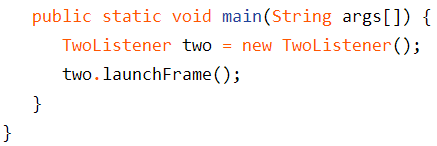 public static void main(String args[]) {
TwoListener two = new TwoListener();
two.launchFrame();
}
}